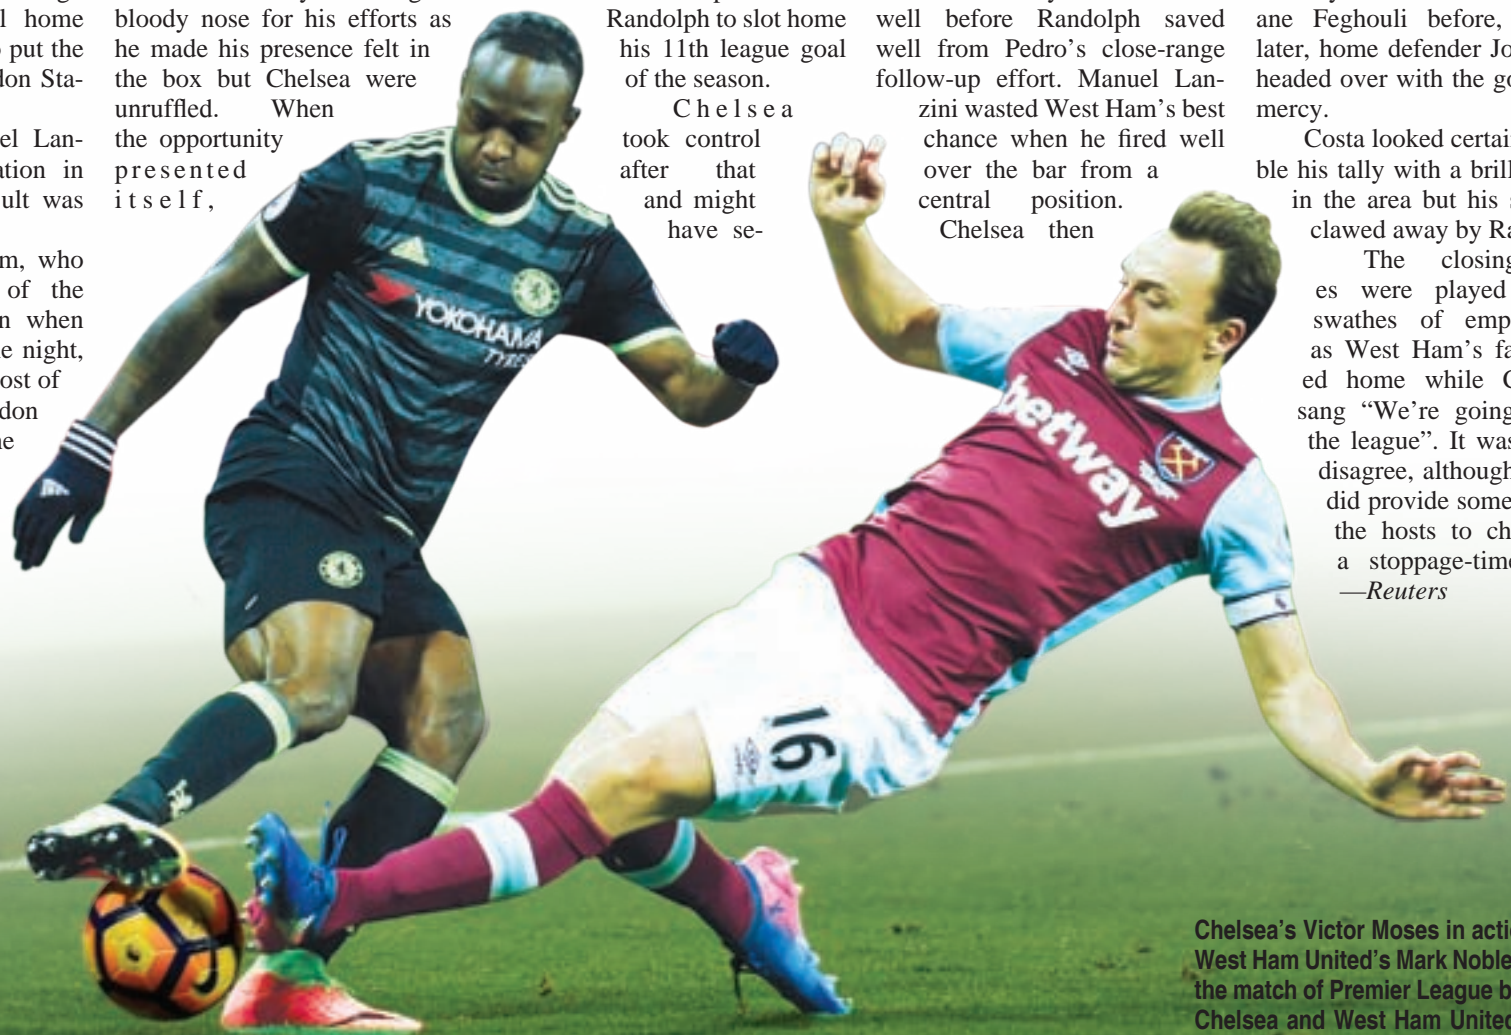 l home
put the
don Sta-
el Lan-
ation in
ult was
m, who
of the
n when
e night,
ost of
don
bloody nose for his efforts as
he made his presence felt in
the box but Chelsea were
unruffled. When
the opportunity
presented
itself,
Randolph to slot home
his 11th league goal
of the season.
Chelsea
took control
after that
and might
have se-
well before Randolph saved
well from Pedro’s close-range
follow-up effort. Manuel Lan-
zini wasted West Ham’s best
chance when he fired well
over the bar from a
central position.
Chelsea then
ane Feghouli before,
later, home defender Jo
headed over with the go
mercy.
Costa looked certai
ble his tally with a brill
in the area but his s
clawed away by Ra
The closing
es were played
swathes of emp
as West Ham’s fa
ed home while C
sang “We’re going
the league”. It was
disagree, although
did provide some
the hosts to ch
a stoppage-time
—Reuters
YOKOHAMA
TYRES
betway
16
Chelsea’s Victor Moses in acti
West Ham United’s Mark Noble
the match of Premier League b
Chelsea and West Ham United